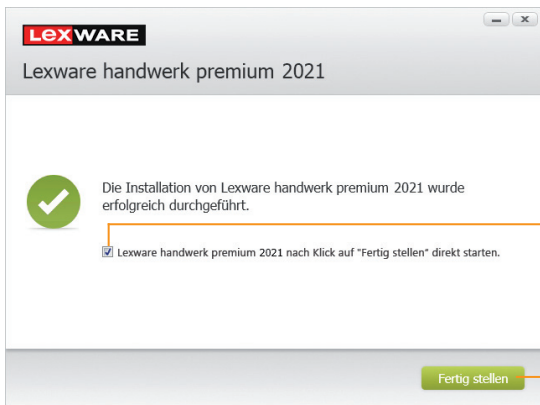 LEXWARE
Lexware handwerk premium 2021
Die Installation von Lexware handwerk premium 2021 wurde
erfolgreich durchgeführt.
Lexware handwerk premium 2021 nach Klick auf "Fertig stellen" direkt starten.
Fertig stellen